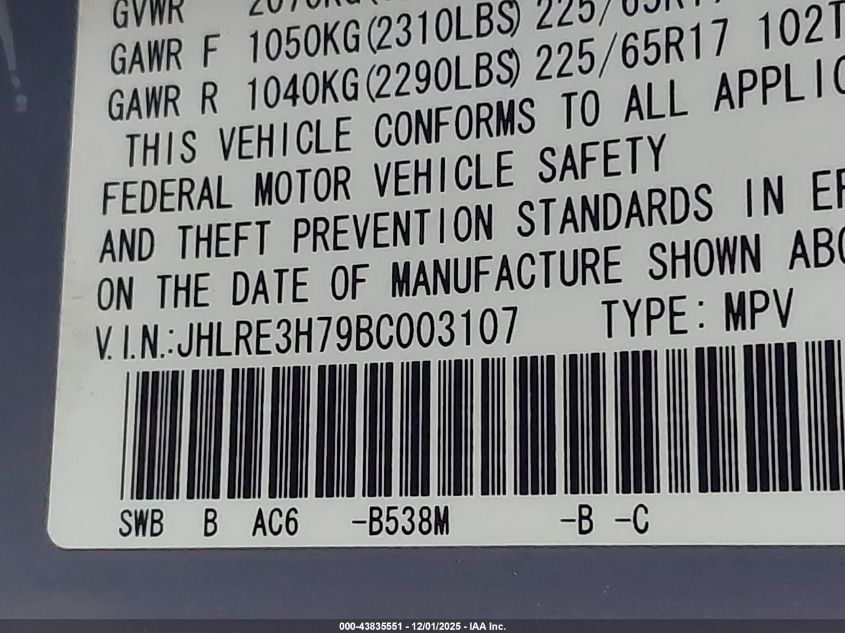 GVWR
GAWR F 1050KG(2310LBS) 225/65R17 102T
GAWR R 1040KG(2290LBS) 225/65R17 102T
THIS VEHICLE CONFORMS TO ALL
FEDERAL MOTOR VEHICLE SAFETY
AND THEFT PREVENTION STANDARDS IN
ON THE DATE OF MANUFACTURE SHOWN
V.I.N.:JHLRE3H79BC003107 TYPE: MPV
SWB B AC6 -B538M -B -C
000-43835551 - 12/01/2025 - IAA Inc.